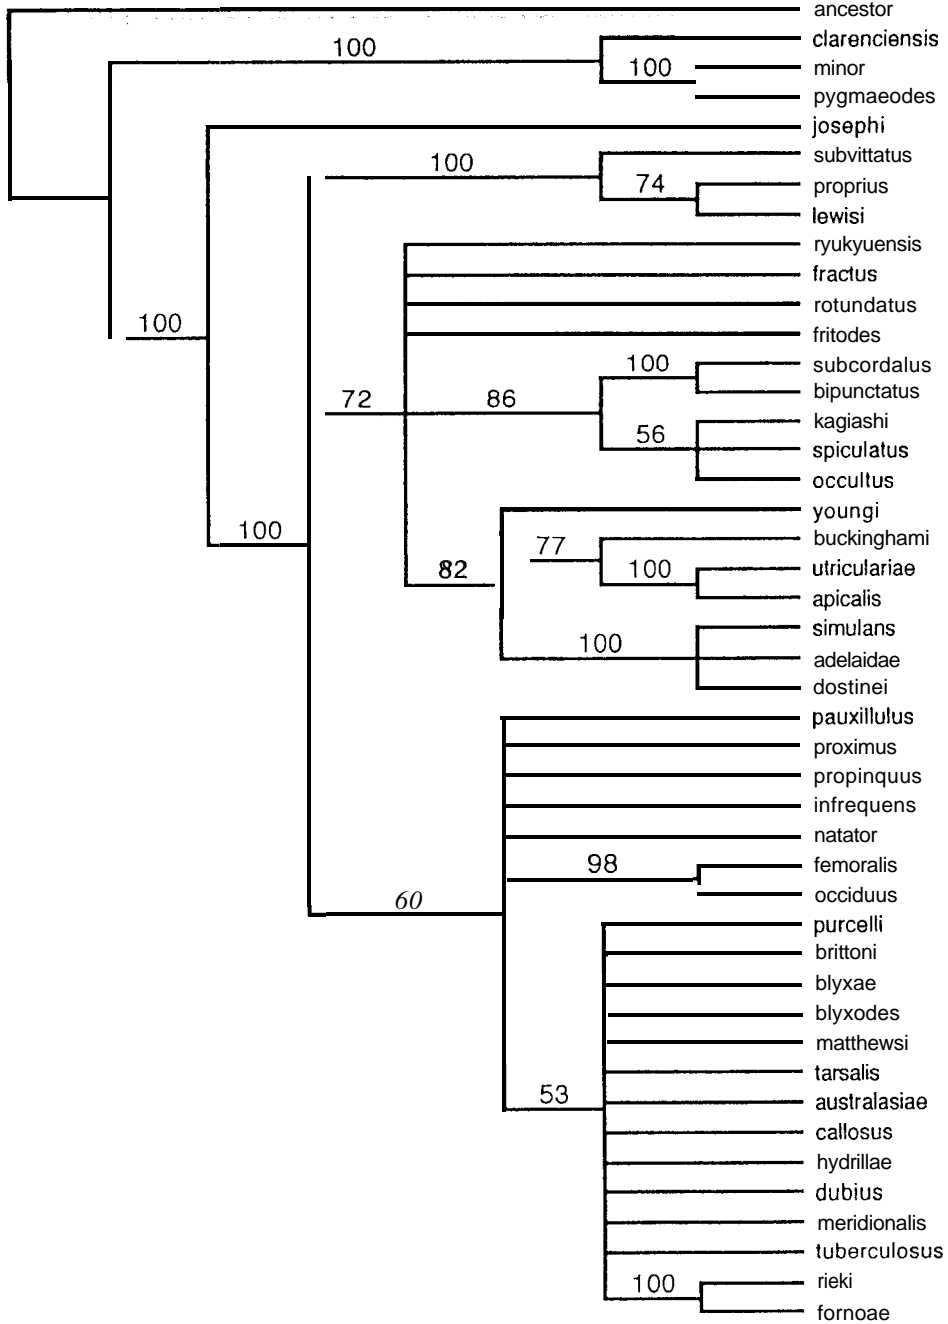 ancestor
clarenciensis
100
minor
100
pygmaeodes
josephi
subvittatus
100
proprius
74
lewisi
ryukyuensis
fractus
rotundatus
100
fritodes
subcordalus
100
bipunctatus
72
86
kagiashi
56
spiculatus
occultus
youngi
100
buckinghami
77
utriculariae
82
100
apicalis
simulans
100
adelaidae
dostinei
pauxillulus
proximus
propinquus
infrequens
natator
femoralis
98
occiduus
60
purcelli
brittoni
blyxae
blyxodes
matthewsi
tarsalis
53
australasiae
callosus
hydrillae
dubius
meridionalis
tuberculosus
rieki
100
fornoae